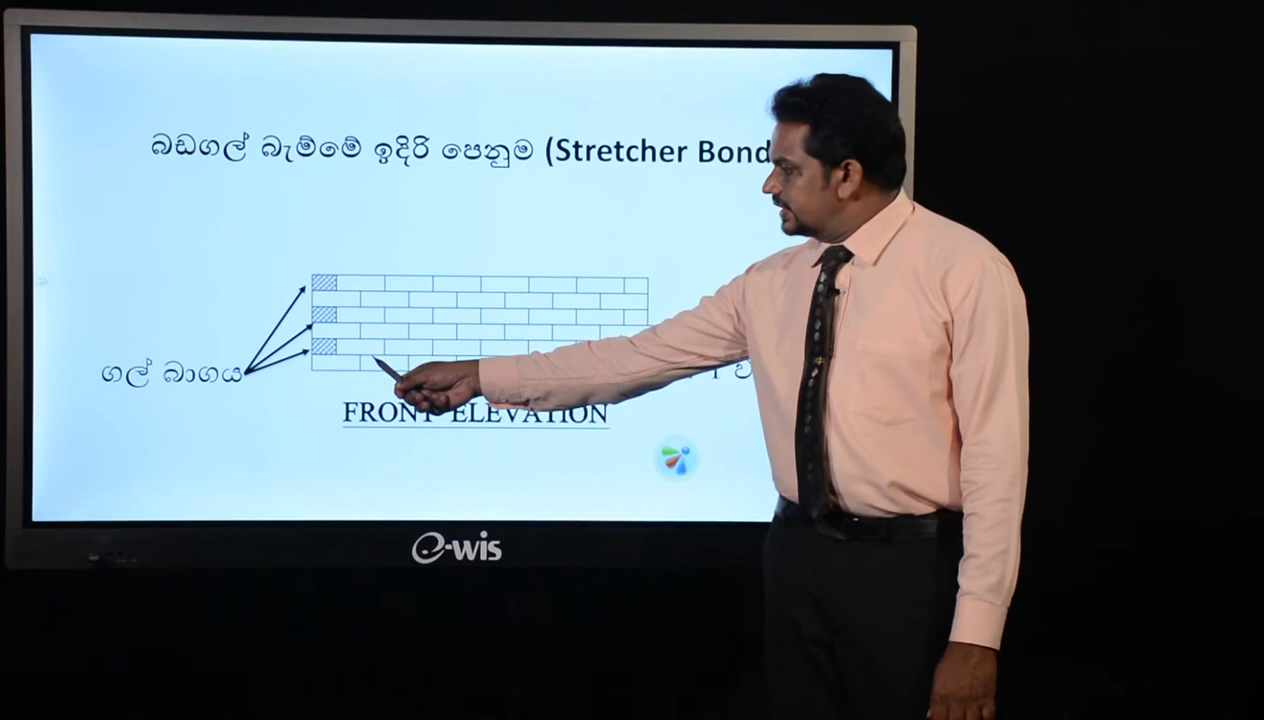 බඩගල් බැම්මේ ඉදිරි පෙනුම (Stretcher Bond
ගල් බාගය
FRONT ELEVATION
e-wis